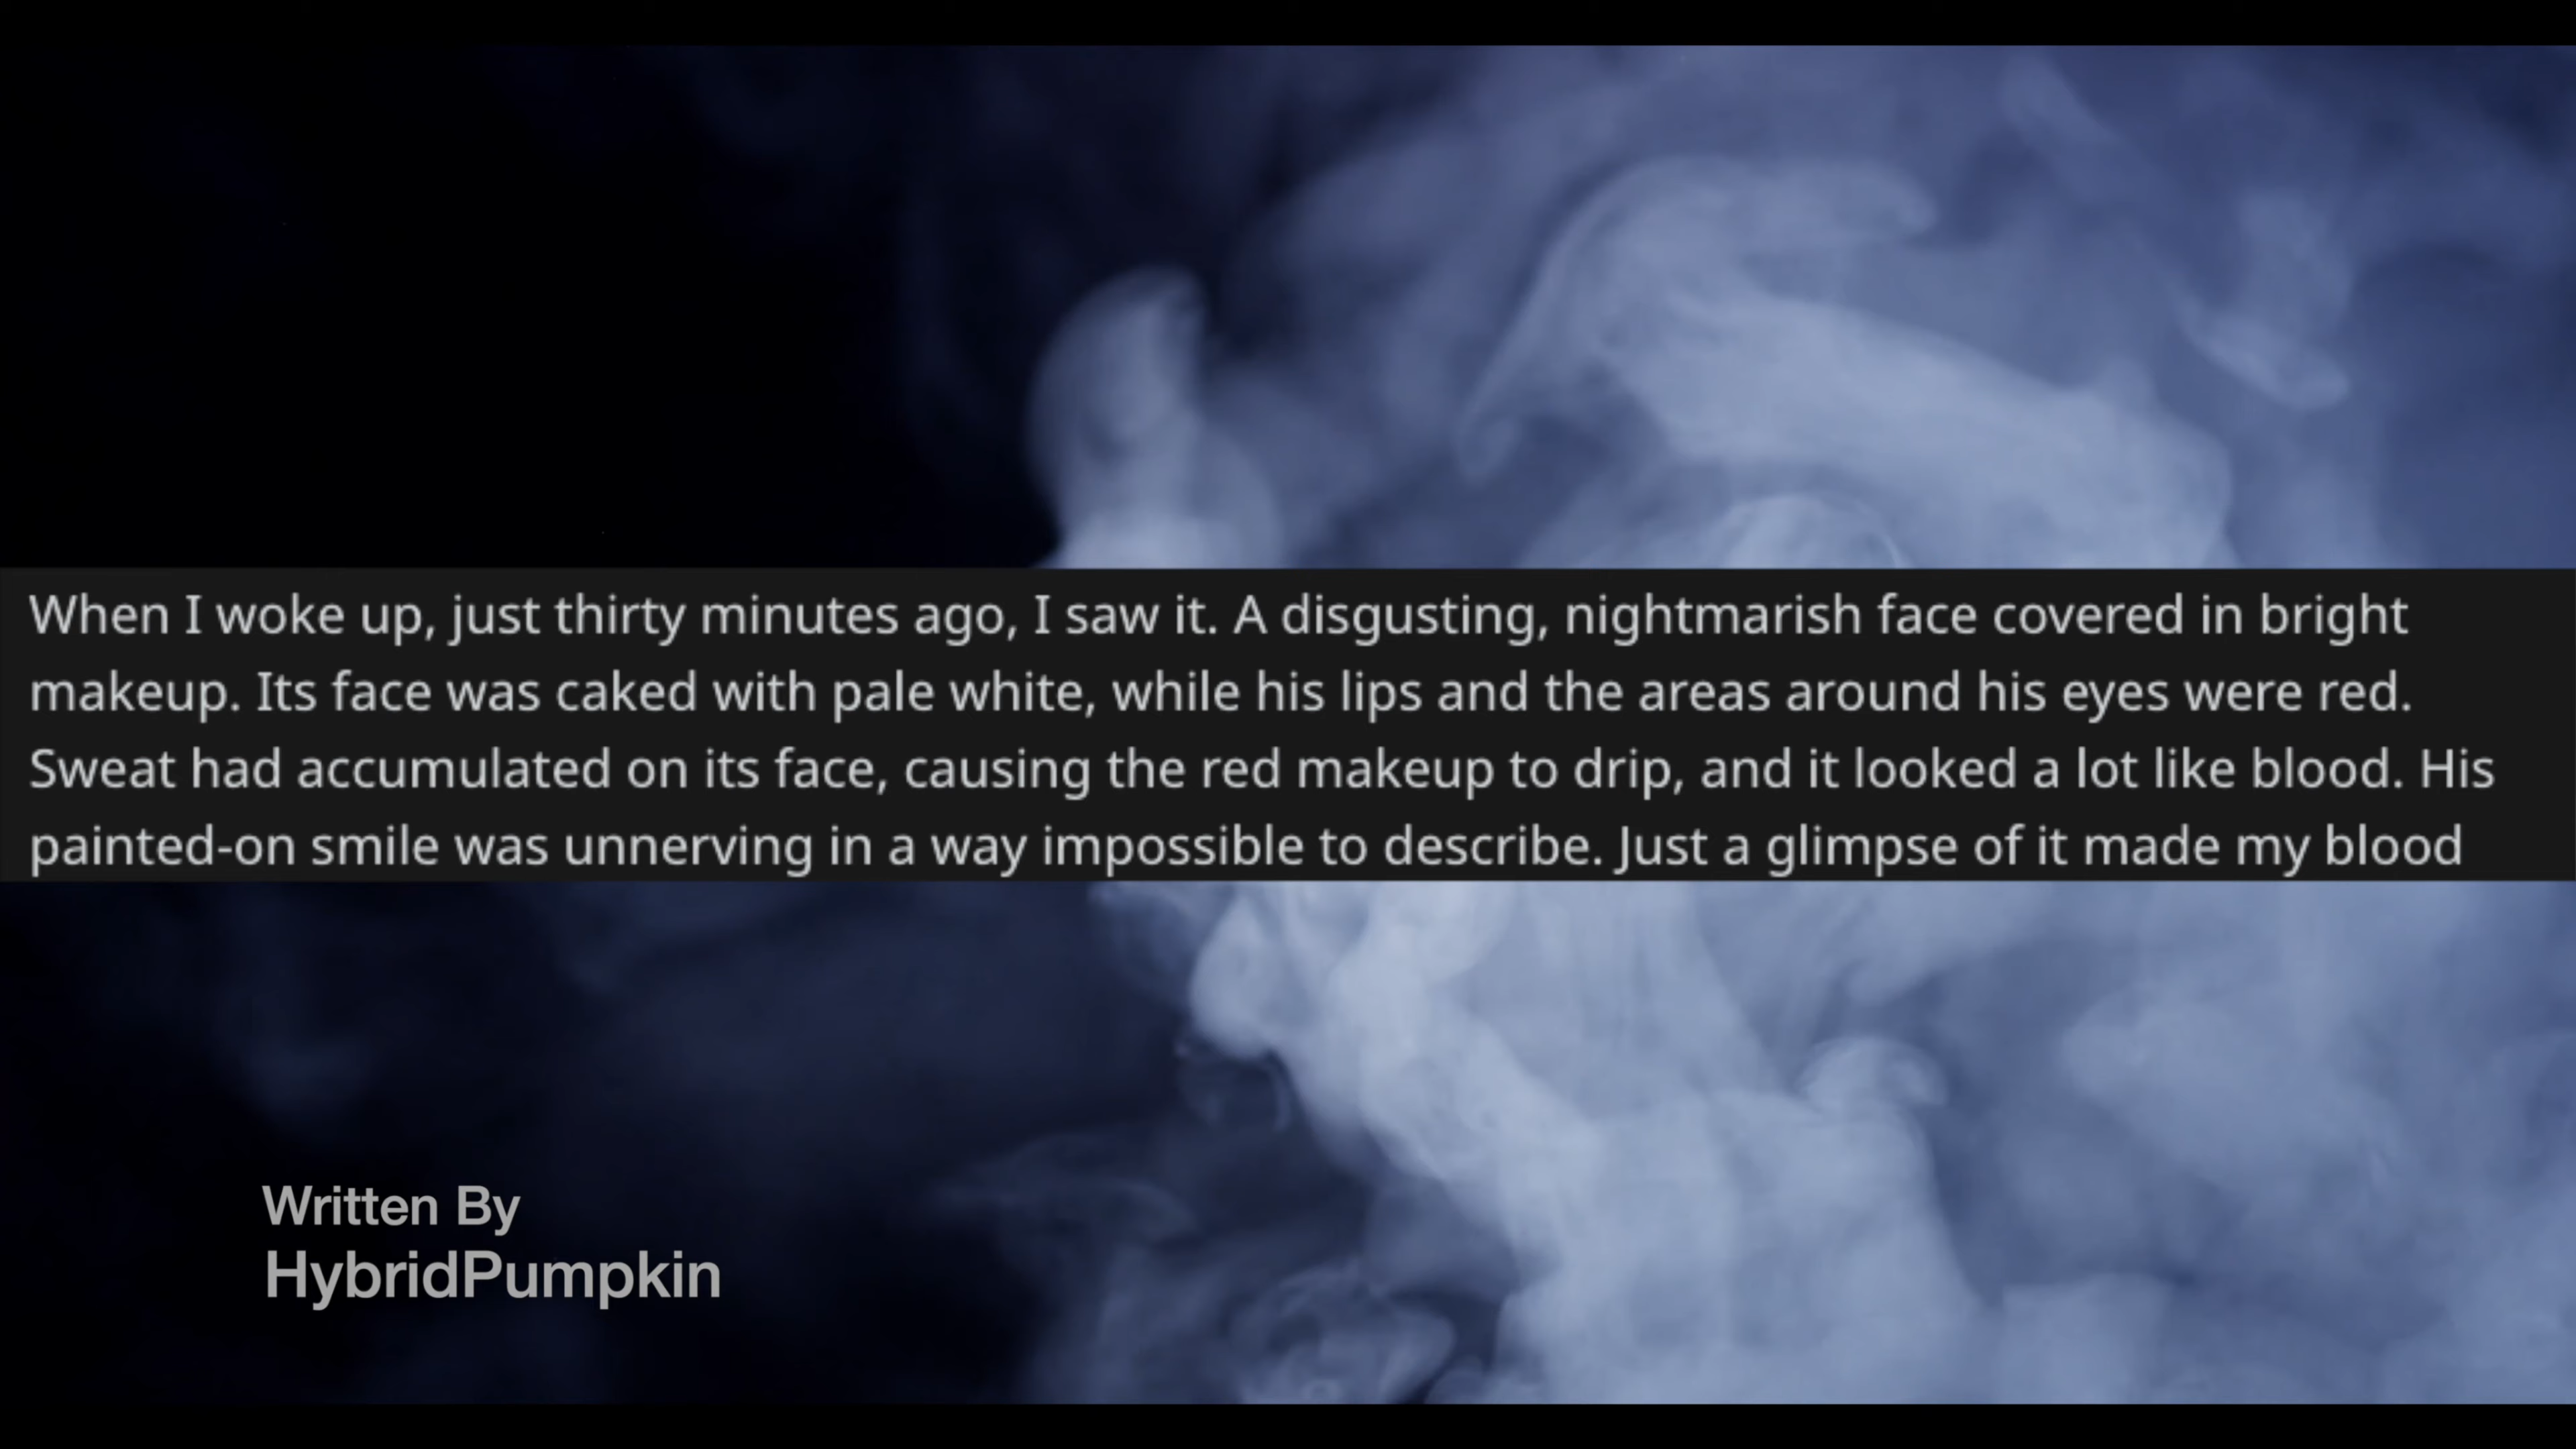 When I woke up, just thirty minutes ago, I saw it. A disgusting, nightmarish face covered in bright
makeup. Its face was caked with pale white, while his lips and the areas around his eyes were red.
Sweat had accumulated on its face, causing the red makeup to drip, and it looked a lot like blood. His
painted-on smile was unnerving in a way impossible to describe. Just a glimpse of it made my blood
Written By
HybridPumpkin